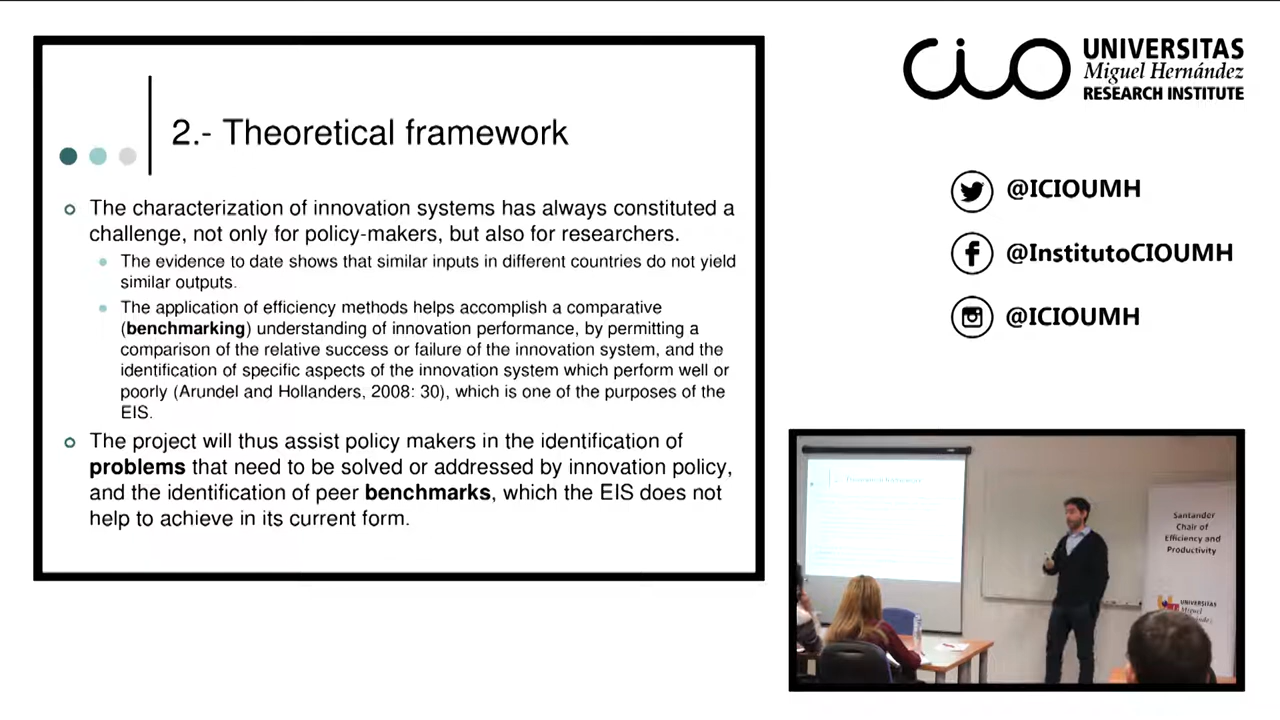 2.- Theoretical framework
The characterization of innovation systems has always constituted a
challenge, not only for policy-makers, but also for researchers.
The evidence to date shows that similar inputs in different countries do not yield
similar outputs.
The application of efficiency methods helps accomplish a comparative
(benchmarking) understanding of innovation performance, by permitting a
comparison of the relative success or failure of the innovation system, and the
identification of specific aspects of the innovation system which perform well or
poorly (Arundel and Hollanders, 2008: 30), which is one of the purposes of the
EIS.
The project will thus assist policy makers in the identification of
problems that need to be solved or addressed by innovation policy,
and the identification of peer benchmarks, which the EIS does not
help to achieve in its current form.
cio
UNIVERSITAS
Miguel Hernández
RESEARCH INSTITUTE
@ICIOUMH
@InstitutoCIOUMH
@ICIOUMH
Santander
Chair of
Efficiency and
Productivity
UNIVERSITAS
Miguel
Hernández